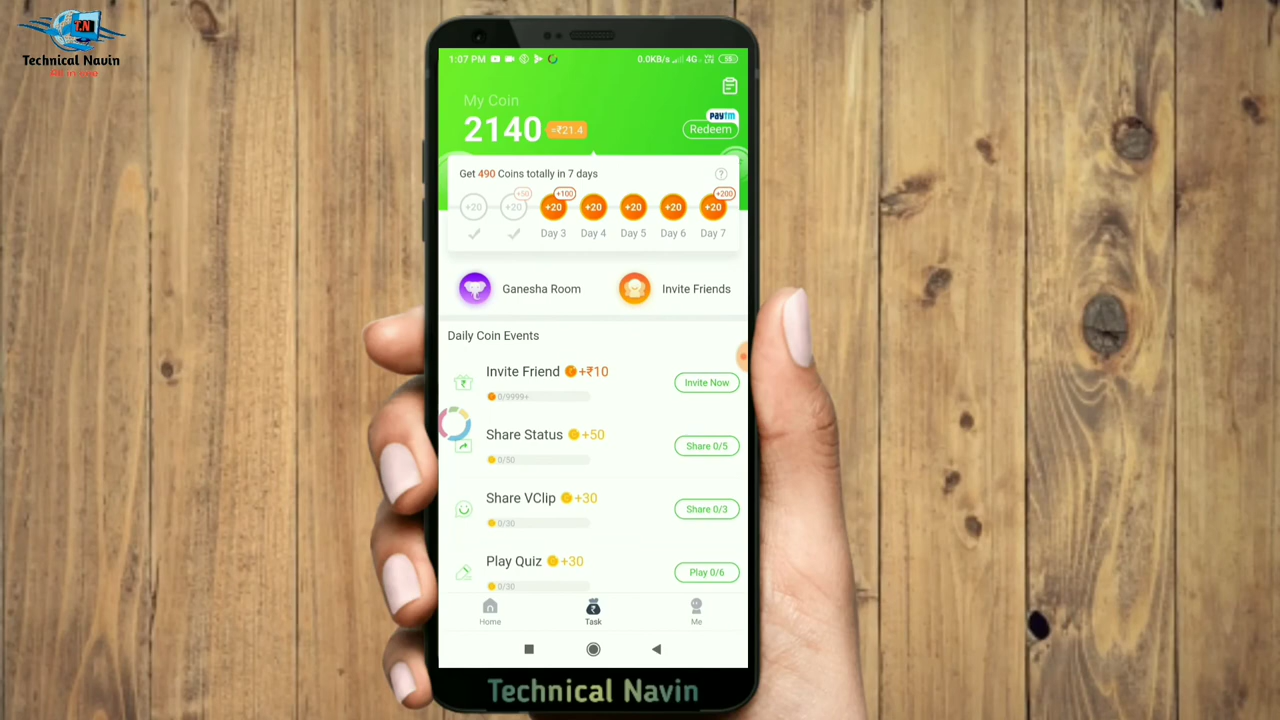 T.N
Technical Navin
All in one
1:07 PM
0.0KB/s
4G
My Coin
2140
≈₹21.4
Paytm
Redeem
Get 490 Coins totally in 7 days
?
+50
+100
+200
+20
+20
+20
+20
+20
+20
+20
Day 3
Day 4
Day 5
Day 6
Day 7
Ganesha Room
Invite Friends
Daily Coin Events
Invite Friend +₹10
0/9999+
Invite Now
Share Status +50
0/50
Share 0/5
Share VClip +30
0/30
Share 0/3
Play Quiz +30
0/30
Play 0/6
Home
Task
Me
Technical Navin